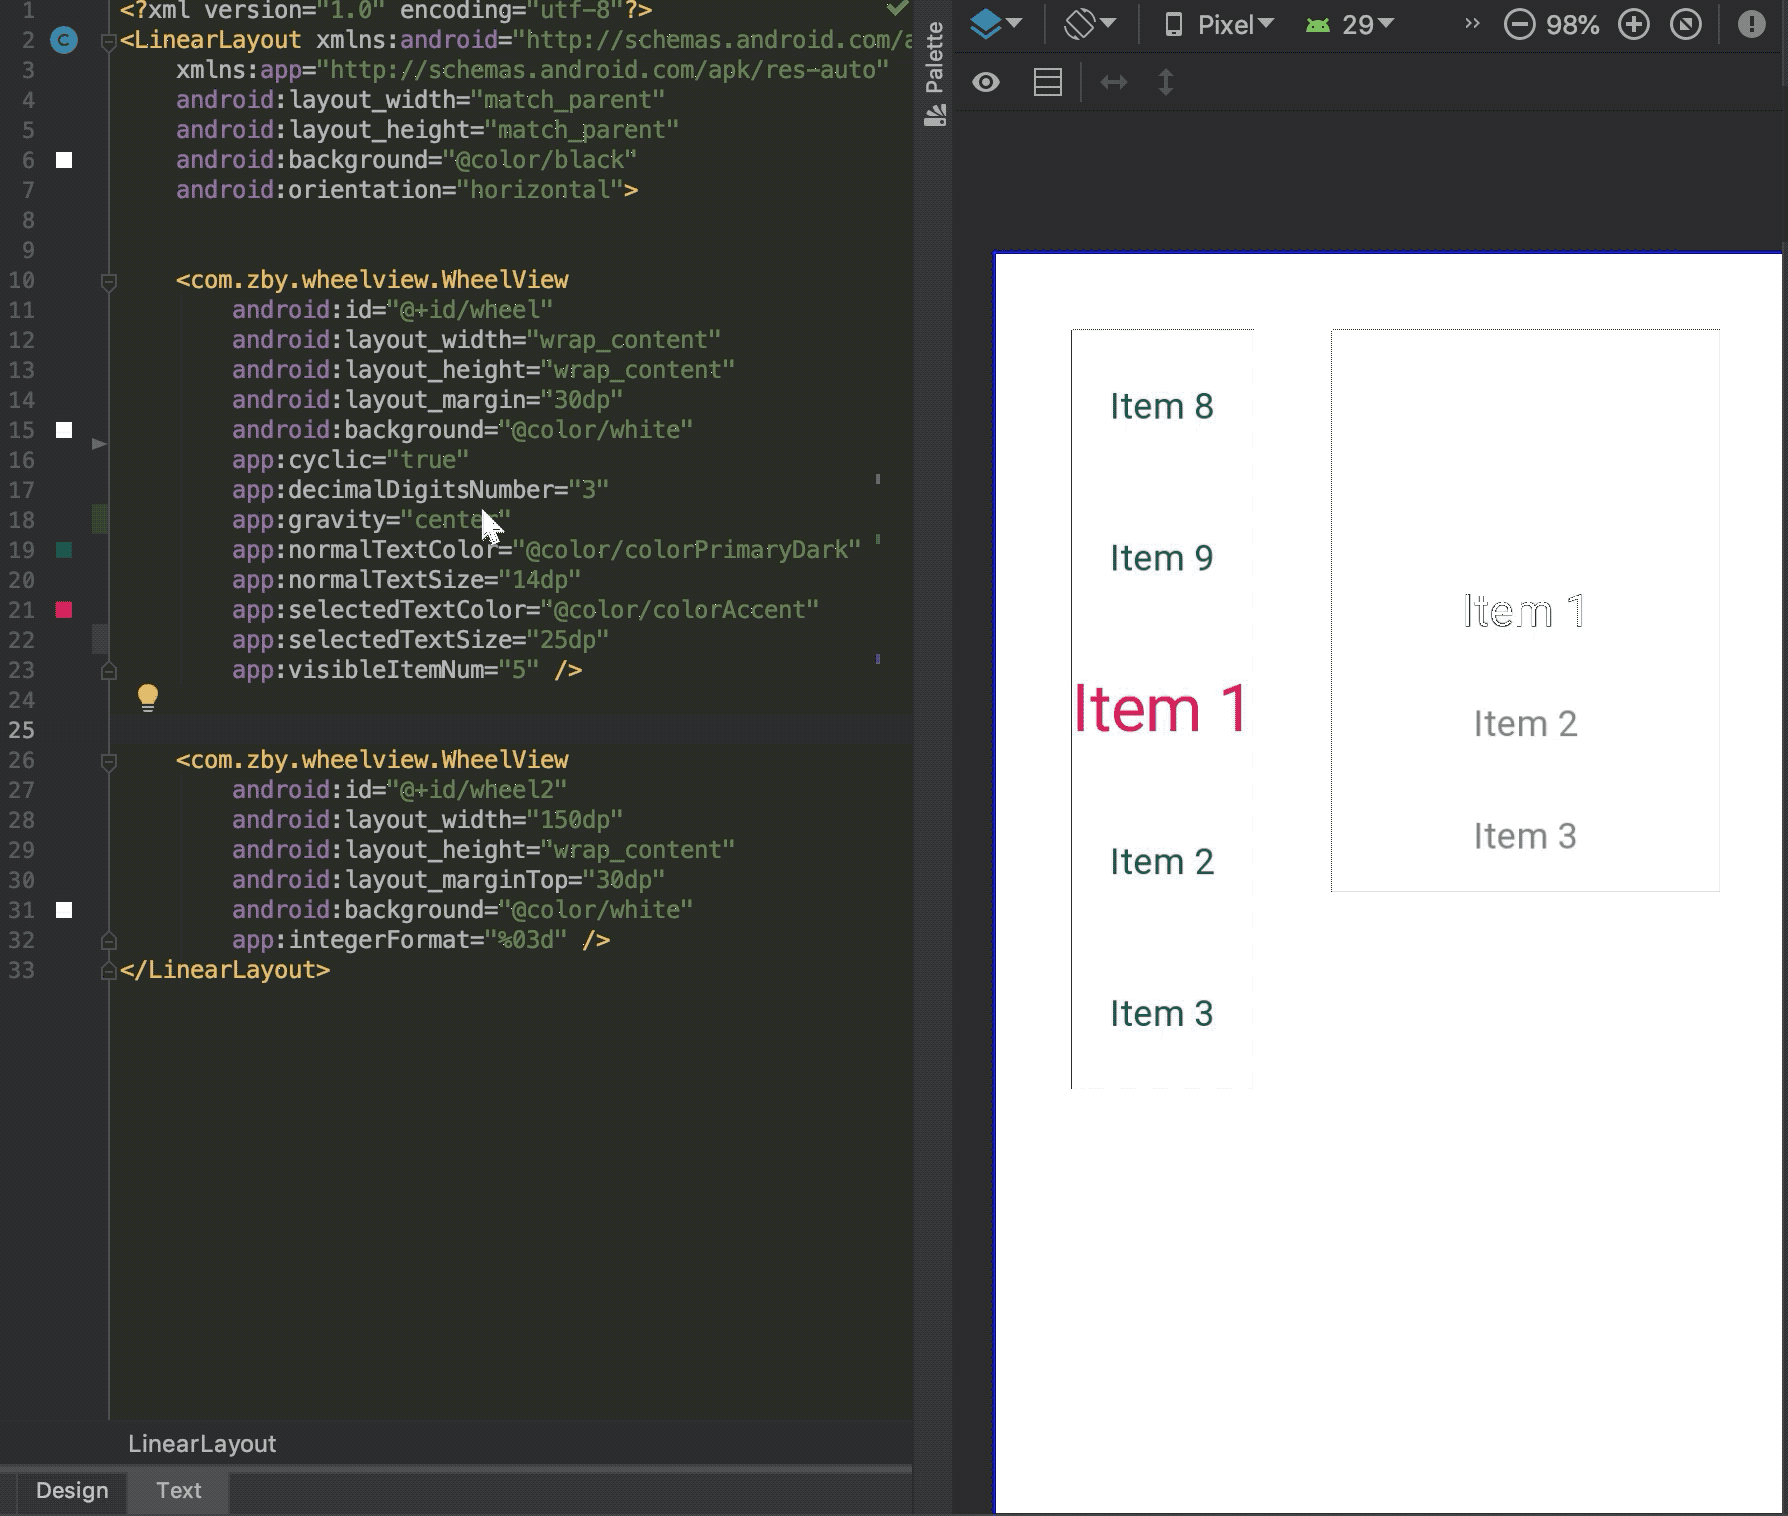 1 <?xml version="1.0" encoding="utf-8"?>
2 <LinearLayout xmlns:android="http://schemas.android.com/a
3 xmlns:app="http://schemas.android.com/apk/res-auto"
4 android:layout_width="match_parent"
5 android:layout_height="match_parent"
6 android:background="@color/black"
7 android:orientation="horizontal">
8
9
10 <com.zby.wheelview.WheelView
11 android:id="@+id/wheel"
12 android:layout_width="wrap_content"
13 android:layout_height="wrap_content"
14 android:layout_margin="30dp"
15 android:background="@color/white"
16 app:cyclic="true"
17 app:decimalDigitsNumber="3"
18 app:gravity="center"
19 app:normalTextColor="@color/colorPrimaryDark"
20 app:normalTextSize="14dp"
21 app:selectedTextColor="@color/colorAccent"
22 app:selectedTextSize="25dp"
23 app:visibleItemNum="5" />
24
25
26 <com.zby.wheelview.WheelView
27 android:id="@+id/wheel2"
28 android:layout_width="150dp"
29 android:layout_height="wrap_content"
30 android:layout_marginTop="30dp"
31 android:background="@color/white"
32 app:integerFormat="%03d" />
33 </LinearLayout>
LinearLayout
Design Text
Palette
Pixel 29 98%
Item 8
Item 9
Item 1
Item 2
Item 3
Item 1
Item 2
Item 3